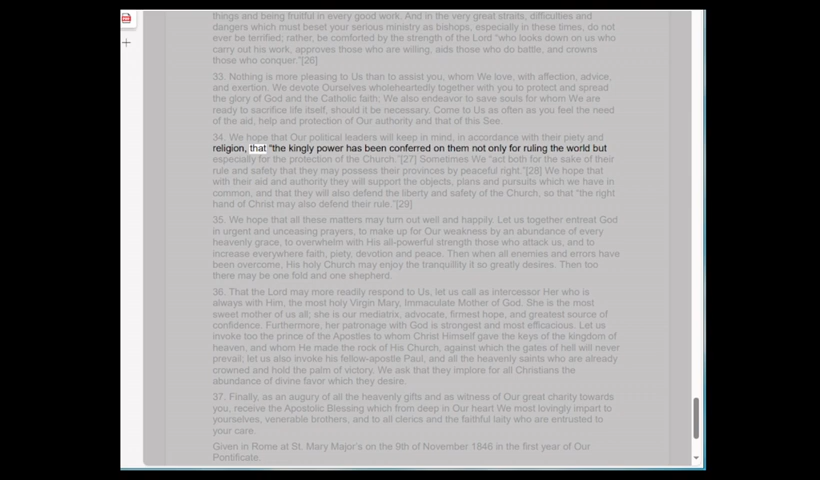 things and being fruitful in every good work. And in the very great straits, difficulties and
dangers which must beset your serious ministry as bishops, especially in these times, do not
ever be terrified; rather, be comforted by the strength of the Lord “who looks down on us who
carry out his work, approves those who are willing, aids those who do battle, and crowns
those who conquer.”[26]
33. Nothing is more pleasing to Us than to assist you, whom We love, with affection, advice,
and exertion, We devote Ourselves wholeheartedly together with you to protect and spread
the glory of God and the Catholic faith; We also endeavor to save souls for whom We are
ready to sacrifice life itself, should it be necessary. Come to Us as often as you feel the need
of the aid, help and protection of Our authority and that of this See.
34. We hope that Our political leaders will keep in mind, in accordance with their piety and
religion, that “the kingly power has been conferred on them not only for ruling the world but
especially for the protection of the Church.”[27] Sometimes We “act both for the sake of their
rule and safety that they may possess their provinces by peaceful right.”[28] We hope that
with their aid and authority they will support the objects, plans and pursuits which we have in
common, and that they will also defend the liberty and safety of the Church, so that “the right
hand of Christ may also defend their rule.”[29]
35. We hope that all these matters may turn out well and happily. Let us together entreat God
in urgent and unceasing prayers, to make up for Our weakness by an abundance of every
heavenly grace, to overwhelm with His all-powerful strength those who attack us, and to
increase everywhere faith, piety, devotion and peace. Then when all enemies and errors have
been overcome, His holy Church may enjoy the tranquillity it so greatly desires. Then too
there may be one fold and one shepherd.
36. That the Lord may more readily respond to Us, let us call as intercessor Her who is
always with Him, the most holy Virgin Mary, Immaculate Mother of God. She is the most
sweet mother of us all; she is our mediatrix, advocate, firmest hope, and greatest source of
confidence. Furthermore, her patronage with God is strongest and most efficacious. Let us
invoke too the prince of the Apostles to whom Christ Himself gave the keys of the kingdom of
heaven, and whom He made the rock of His Church, against which the gates of hell will never
prevail; let us also invoke his fellow-apostle Paul, and all the heavenly saints who are already
crowned and hold the palm of victory. We ask that they implore for all Christians the
abundance of divine favor which they desire.
37. Finally, as an augury of all the heavenly gifts and as witness of Our great charity towards
you, receive the Apostolic Blessing which from deep in Our heart We most lovingly impart to
yourselves, venerable brothers, and to all clerics and the faithful laity who are entrusted to
your care.
Given in Rome at St. Mary Major’s on the 9th of November 1846 in the first year of Our
Pontificate.